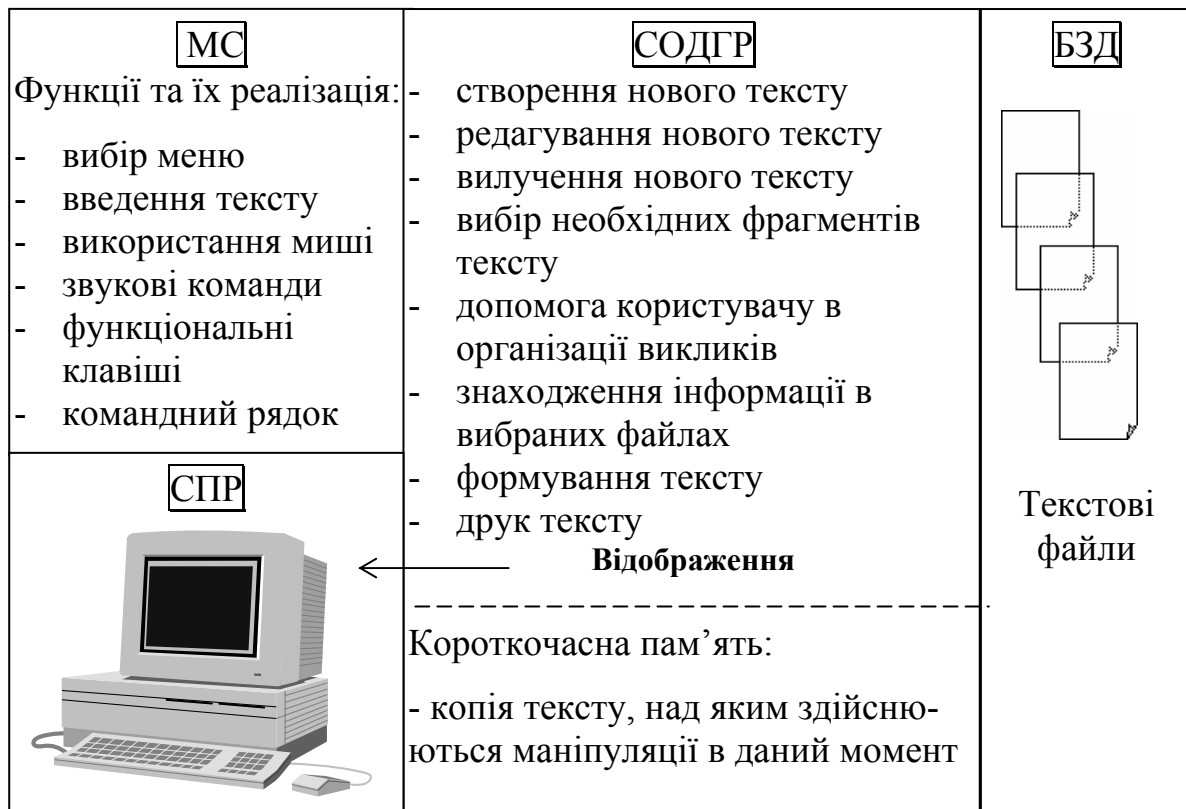 МС
Функції та їх реалізація:
- вибір меню
- введення тексту
- використання миші
- звукові команди
- функціональні
клавіші
- командний рядок
СПР
СОДГР
- створення нового тексту
- редагування нового тексту
- вилучення нового тексту
- вибір необхідних фрагментів
тексту
- допомога користувачу в
організації викликів
- знаходження інформації в
вибраних файлах
- формування тексту
- друк тексту
Відображення
Короткочасна пам’ять:
- копія тексту, над яким здійсню-
ються маніпуляції в даний момент
БЗД
Текстові
файли